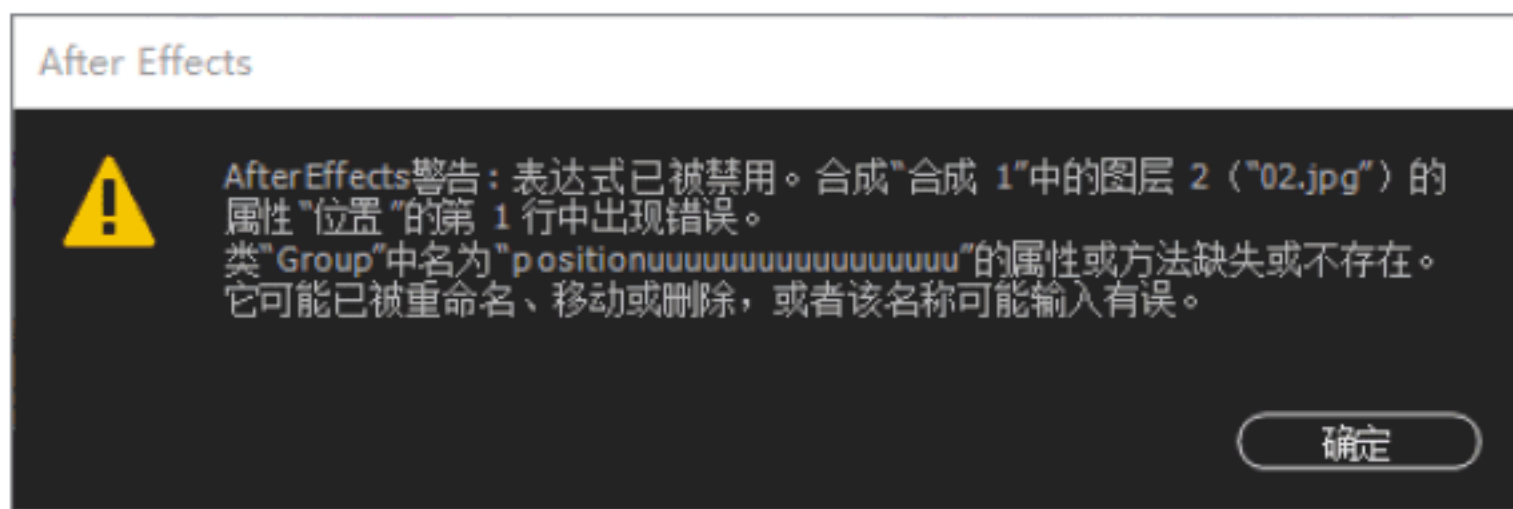 After Effects
AfterEffects警告：表达式已被禁用。合成"合成 1"中的图层 2（"02.jpg"）的
属性"位置"的第 1 行中出现错误。
类"Group"中名为"positionuuuuuuuuuuuuuuuuu"的属性或方法缺失或不存在。
它可能已被重命名、移动或删除，或者该名称可能输入有误。
确定